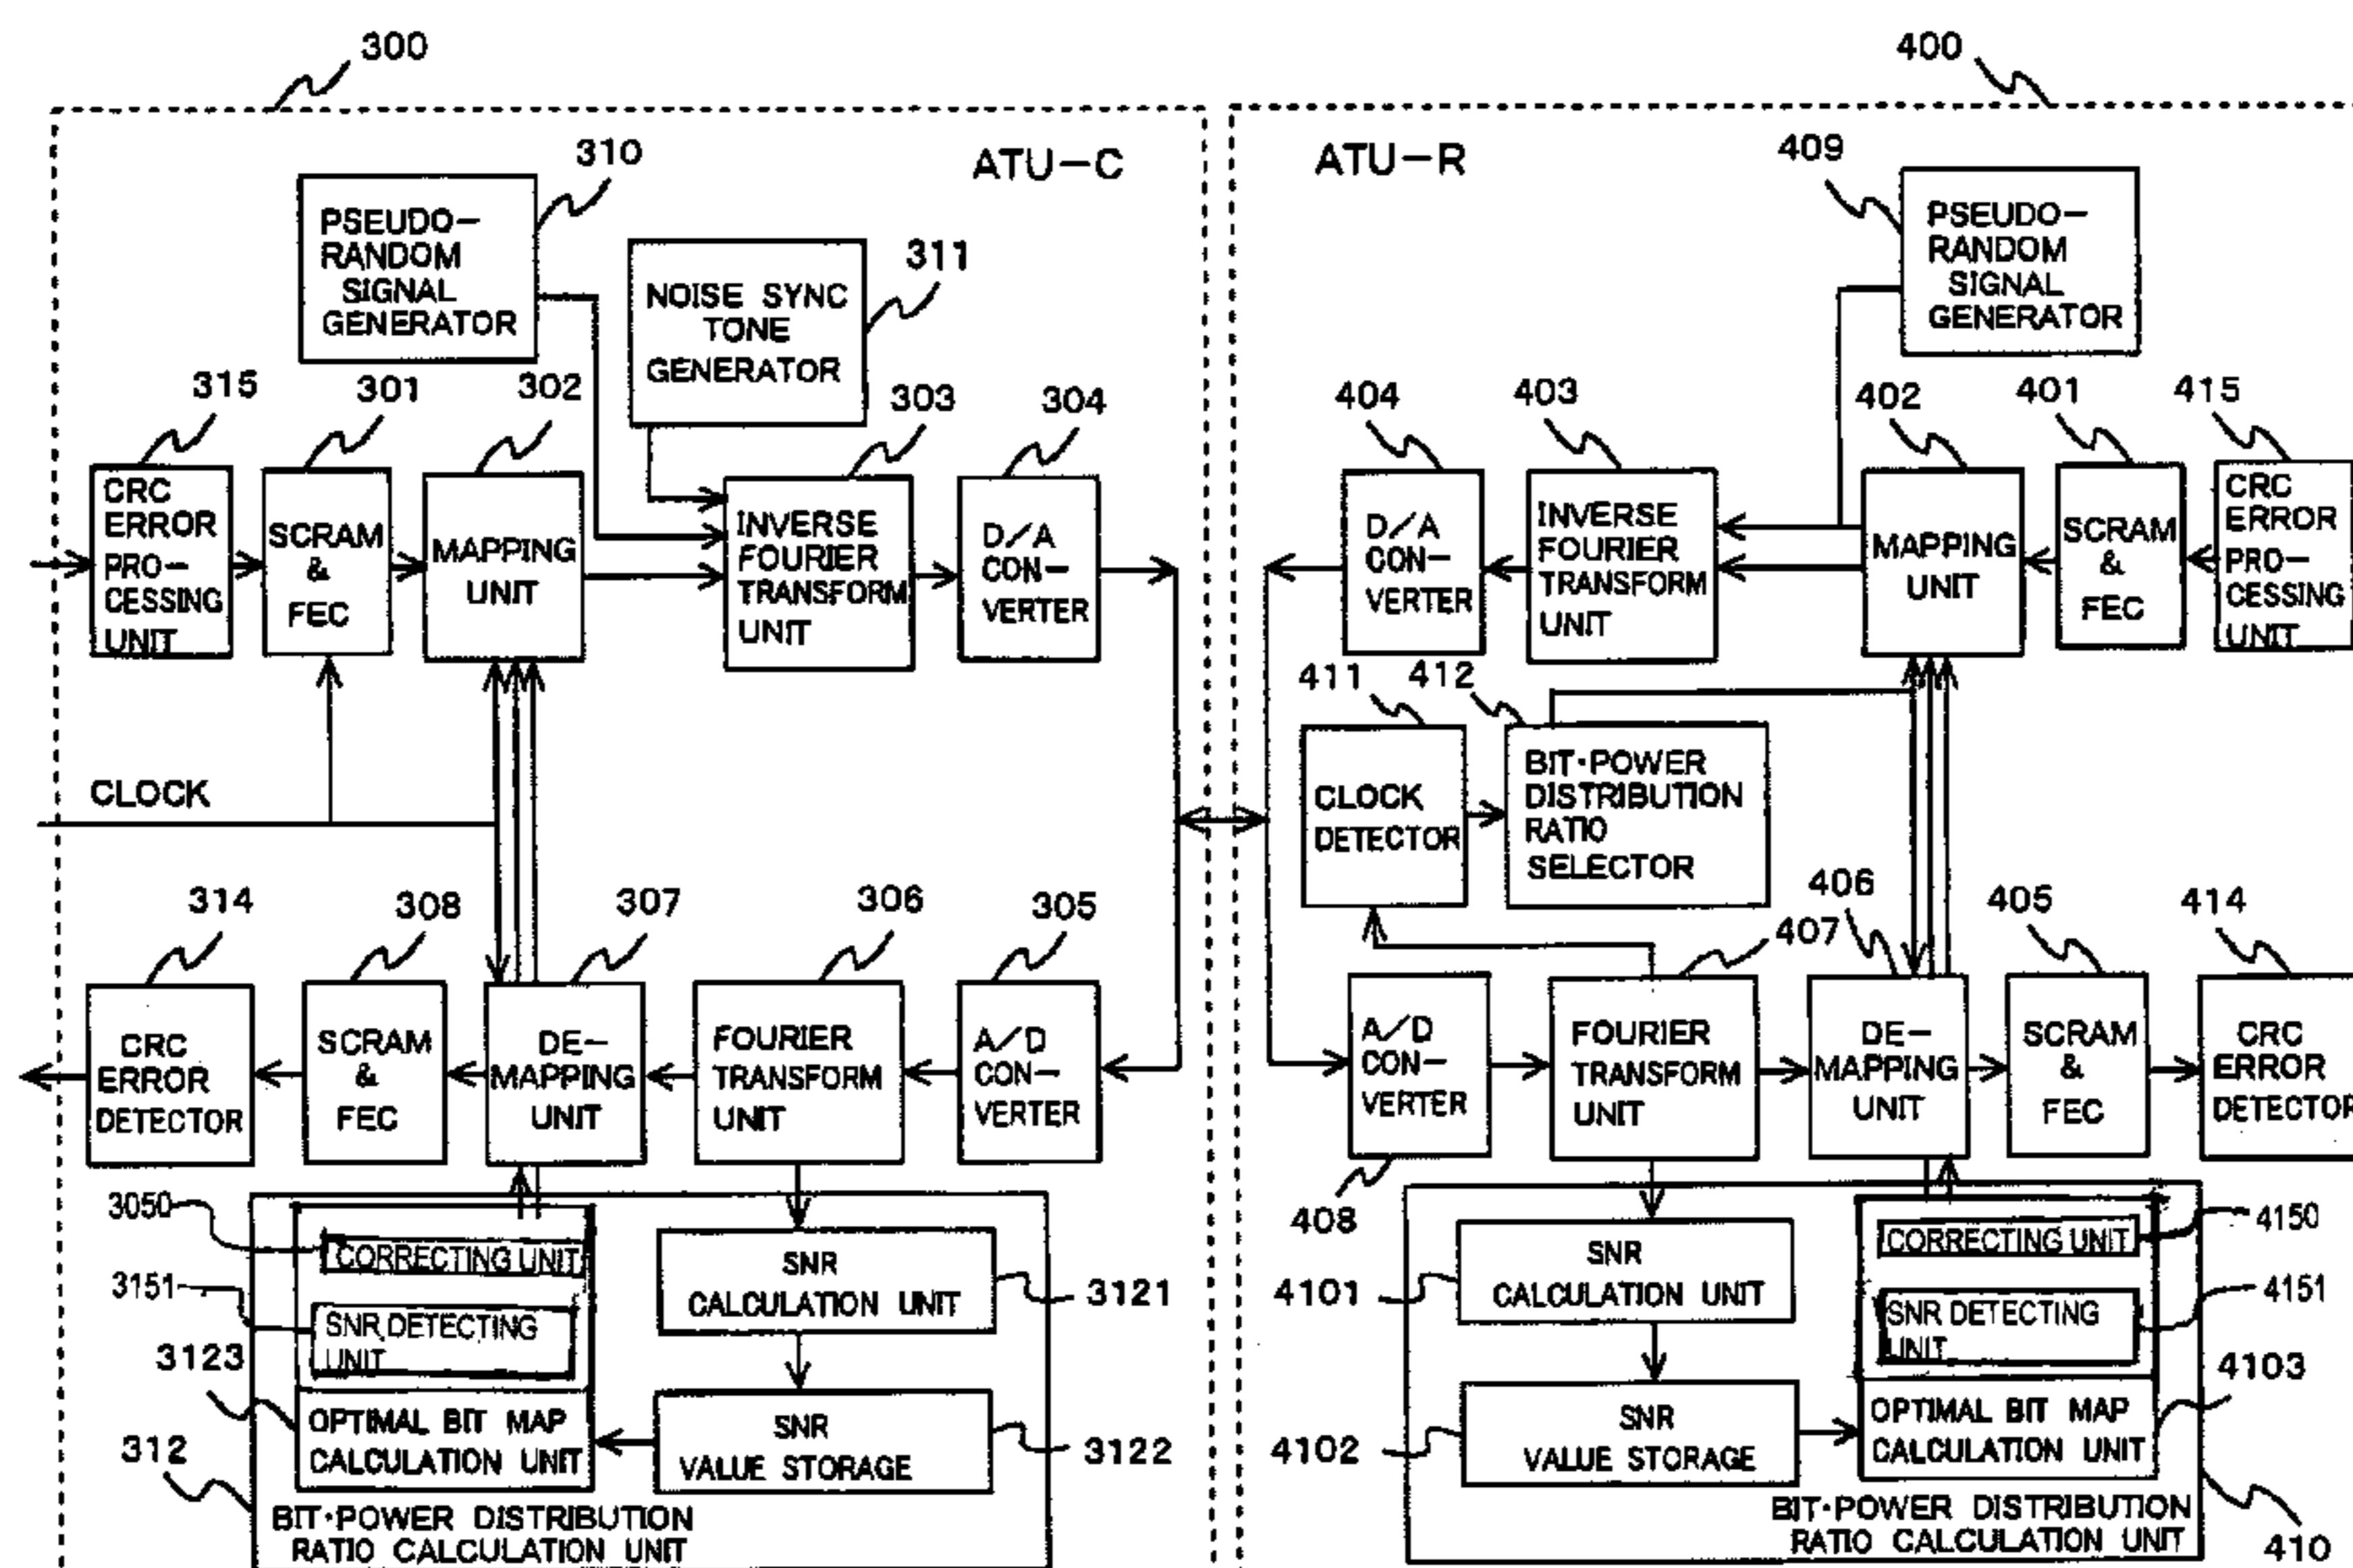 300
400
ATU-C
ATU-R
310
PSEUDO-
RANDOM
SIGNAL
GENERATOR
311
NOISE SYNC
TONE
GENERATOR
409
PSEUDO-
RANDOM
SIGNAL
GENERATOR
315
301
302
303
304
404
403
402
401
415
CRC
ERROR
PRO-
CESSING
UNIT
SCRAM
&
FEC
MAPPING
UNIT
INVERSE
FOURIER
TRANSFORM
UNIT
D/A
CON-
VERTER
D/A
CON-
VERTER
INVERSE
FOURIER
TRANSFORM
UNIT
MAPPING
UNIT
SCRAM
&
FEC
CRC
ERROR
PRO-
CESSING
UNIT
CLOCK
411
412
CLOCK
DETECTOR
BIT·POWER
DISTRIBUTION
RATIO
SELECTOR
314
308
307
306
305
407
406
405
414
CRC
ERROR
DETECTOR
SCRAM
&
FEC
DE-
MAPPING
UNIT
FOURIER
TRANSFORM
UNIT
A/D
CON-
VERTER
A/D
CON-
VERTER
408
FOURIER
TRANSFORM
UNIT
DE-
MAPPING
UNIT
SCRAM
&
FEC
CRC
ERROR
DETECTOR
3050
CORRECTING UNIT
3151
SNR DETECTING
UNIT
3123
OPTIMAL BIT MAP
CALCULATION UNIT
312
SNR
CALCULATION UNIT
3121
SNR
VALUE STORAGE
3122
BIT·POWER DISTRIBUTION
RATIO CALCULATION UNIT
4101
SNR
CALCULATION UNIT
4102
SNR
VALUE STORAGE
CORRECTING UNIT
4150
SNR DETECTING
UNIT
4151
4103
OPTIMAL BIT MAP
CALCULATION UNIT
BIT·POWER DISTRIBUTION
RATIO CALCULATION UNIT
410